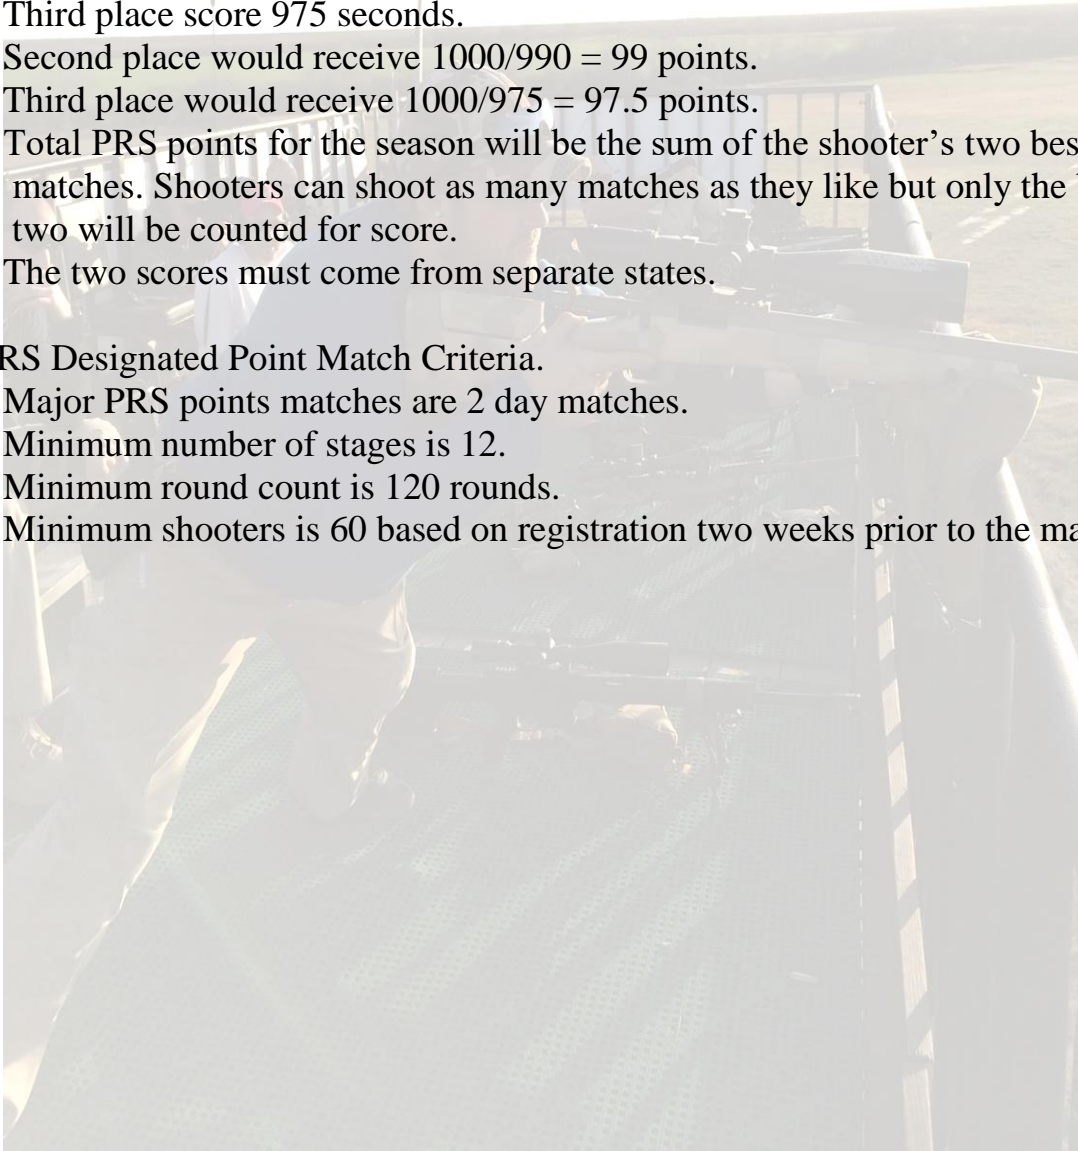 Third place score 975 seconds.
Second place would receive 1000/990 = 99 points.
Third place would receive 1000/975 = 97.5 points.
Total PRS points for the season will be the sum of the shooter’s two bes
matches. Shooters can shoot as many matches as they like but only the
two will be counted for score.
The two scores must come from separate states.
RS Designated Point Match Criteria.
Major PRS points matches are 2 day matches.
Minimum number of stages is 12.
Minimum round count is 120 rounds.
Minimum shooters is 60 based on registration two weeks prior to the ma